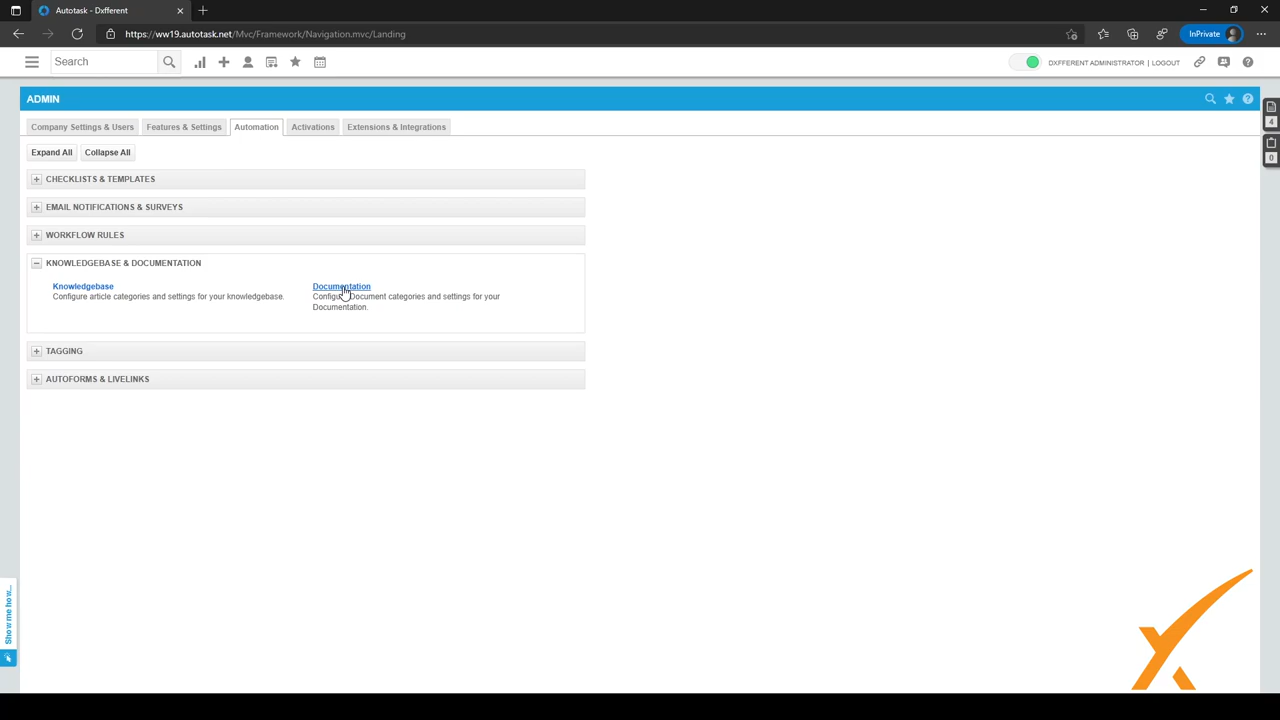 Autotask - Dxfferent
https://ww19.autotask.net/Mvc/Framework/Navigation.mvc/Landing
InPrivate
Search
DXFFERENT ADMINISTRATOR | LOGOUT
ADMIN
4
0
Company Settings & Users
Features & Settings
Automation
Activations
Extensions & Integrations
Expand All
Collapse All
CHECKLISTS & TEMPLATES
EMAIL NOTIFICATIONS & SURVEYS
WORKFLOW RULES
KNOWLEDGEBASE & DOCUMENTATION
Knowledgebase
Configure article categories and settings for your knowledgebase.
Documentation
Document categories and settings for your
Documentation.
TAGGING
AUTOFORMS & LIVELINKS
Show me how...